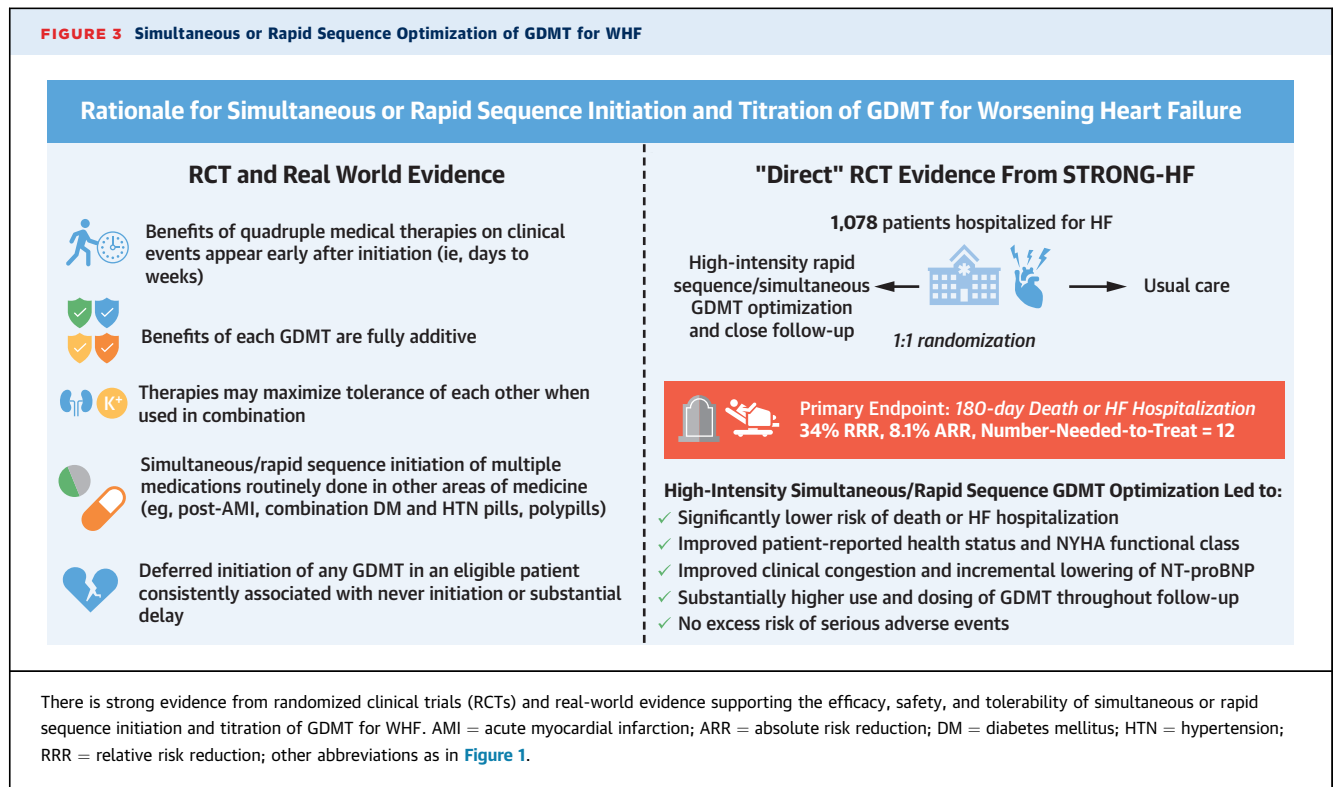 FIGURE 3 Simultaneous or Rapid Sequence Optimization of GDMT for WHF
Rationale for Simultaneous or Rapid Sequence Initiation and Titration of GDMT for Worsening Heart Failure
RCT and Real World Evidence
Benefits of quadruple medical therapies on clinical
events appear early after initiation (ie, days to
weeks)
Benefits of each GDMT are fully additive
K+
Therapies may maximize tolerance of each other when
used in combination
Simultaneous/rapid sequence initiation of multiple
medications routinely done in other areas of medicine
(eg, post-AMI, combination DM and HTN pills, polypills)
Deferred initiation of any GDMT in an eligible patient
consistently associated with never initiation or substantial
delay
"Direct" RCT Evidence From STRONG-HF
1,078 patients hospitalized for HF
High-intensity rapid
sequence/simultaneous
GDMT optimization
and close follow-up
Usual care
1:1 randomization
Primary Endpoint: 180-day Death or HF Hospitalization
34% RRR, 8.1% ARR, Number-Needed-to-Treat = 12
High-Intensity Simultaneous/Rapid Sequence GDMT Optimization Led to:
✓ Significantly lower risk of death or HF hospitalization
✓ Improved patient-reported health status and NYHA functional class
✓ Improved clinical congestion and incremental lowering of NT-proBNP
✓ Substantially higher use and dosing of GDMT throughout follow-up
✓ No excess risk of serious adverse events
There is strong evidence from randomized clinical trials (RCTs) and real-world evidence supporting the efficacy, safety, and tolerability of simultaneous or rapid
sequence initiation and titration of GDMT for WHF. AMI = acute myocardial infarction; ARR = absolute risk reduction; DM = diabetes mellitus; HTN = hypertension;
RRR = relative risk reduction; other abbreviations as in Figure 1.